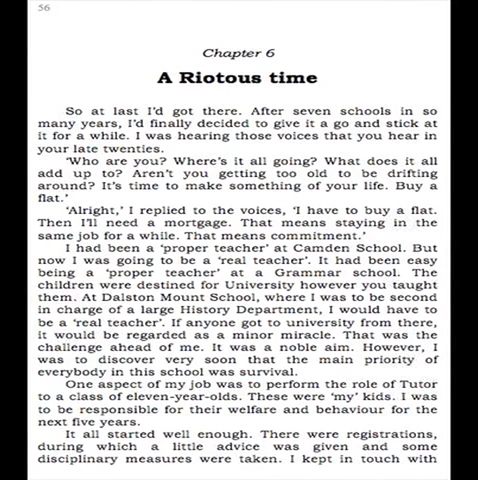 56
Chapter 6
A Riotous time
So at last I'd got there. After seven schools in so
many years, I'd finally decided to give it a go and stick at
it for a while. I was hearing those voices that you hear in
your late twenties.
'Who are you? Where's it all going? What does it all
add up to? Aren't you getting too old to be drifting
around? It's time to make something of your life. Buy a
flat.'
'Alright,' I replied to the voices, 'I have to buy a flat.
Then I'll need a mortgage. That means staying in the
same job for a while. That means commitment.'
I had been a 'proper teacher' at Camden School. But
now I was going to be a 'real teacher'. It had been easy
being a 'proper teacher' at a Grammar school. The
children were destined for University however you taught
them. At Dalston Mount School, where I was to be second
in charge of a large History Department, I would have to
be a 'real teacher'. If anyone got to university from there,
it would be regarded as a minor miracle. That was the
challenge ahead of me. It was a noble aim. However, I
was to discover very soon that the main priority of
everybody in this school was survival.
One aspect of my job was to perform the role of Tutor
to a class of eleven-year-olds. These were 'my' kids. I was
to be responsible for their welfare and behaviour for the
next five years.
It all started well enough. There were registrations,
during which a little advice was given and some
disciplinary measures were taken. I kept in touch with